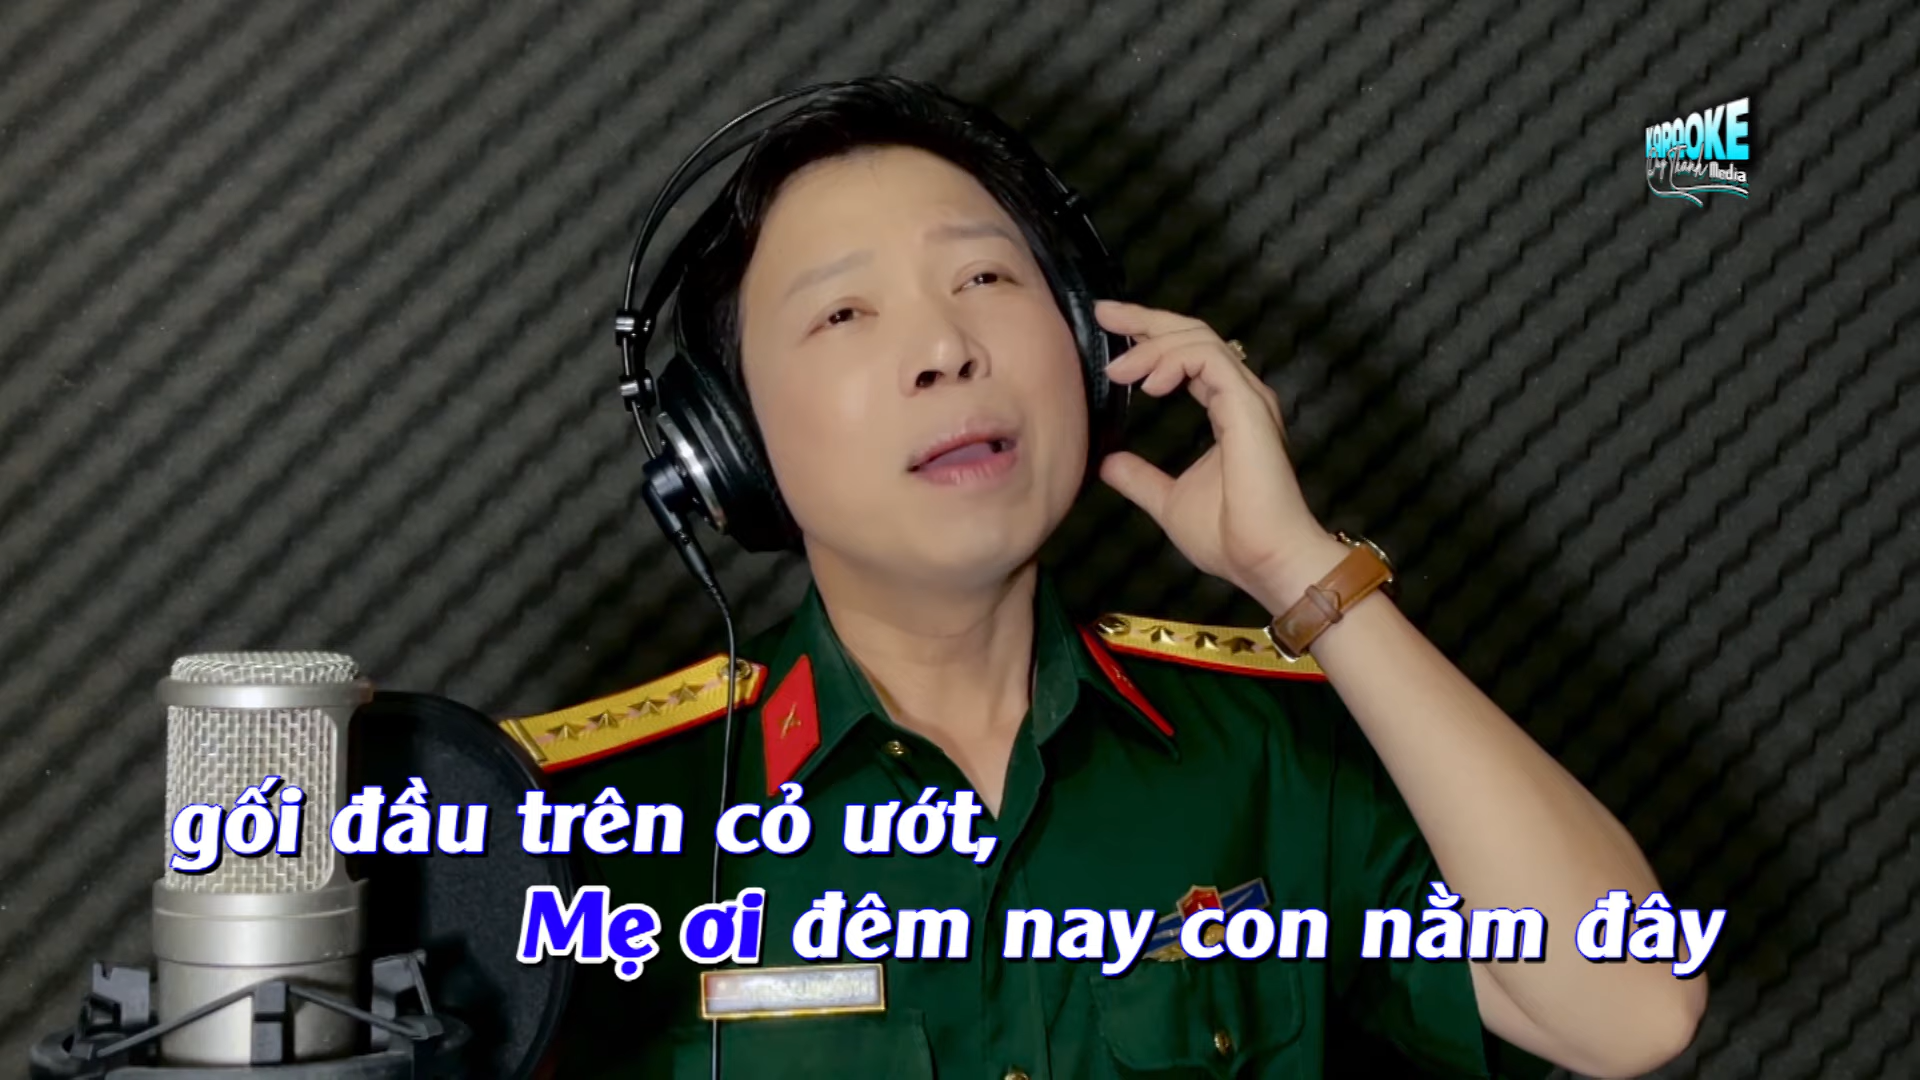 KARAOKE
Media
gối đầu trên cỏ ướt,
Mẹ ơi đêm nay con nằm đây